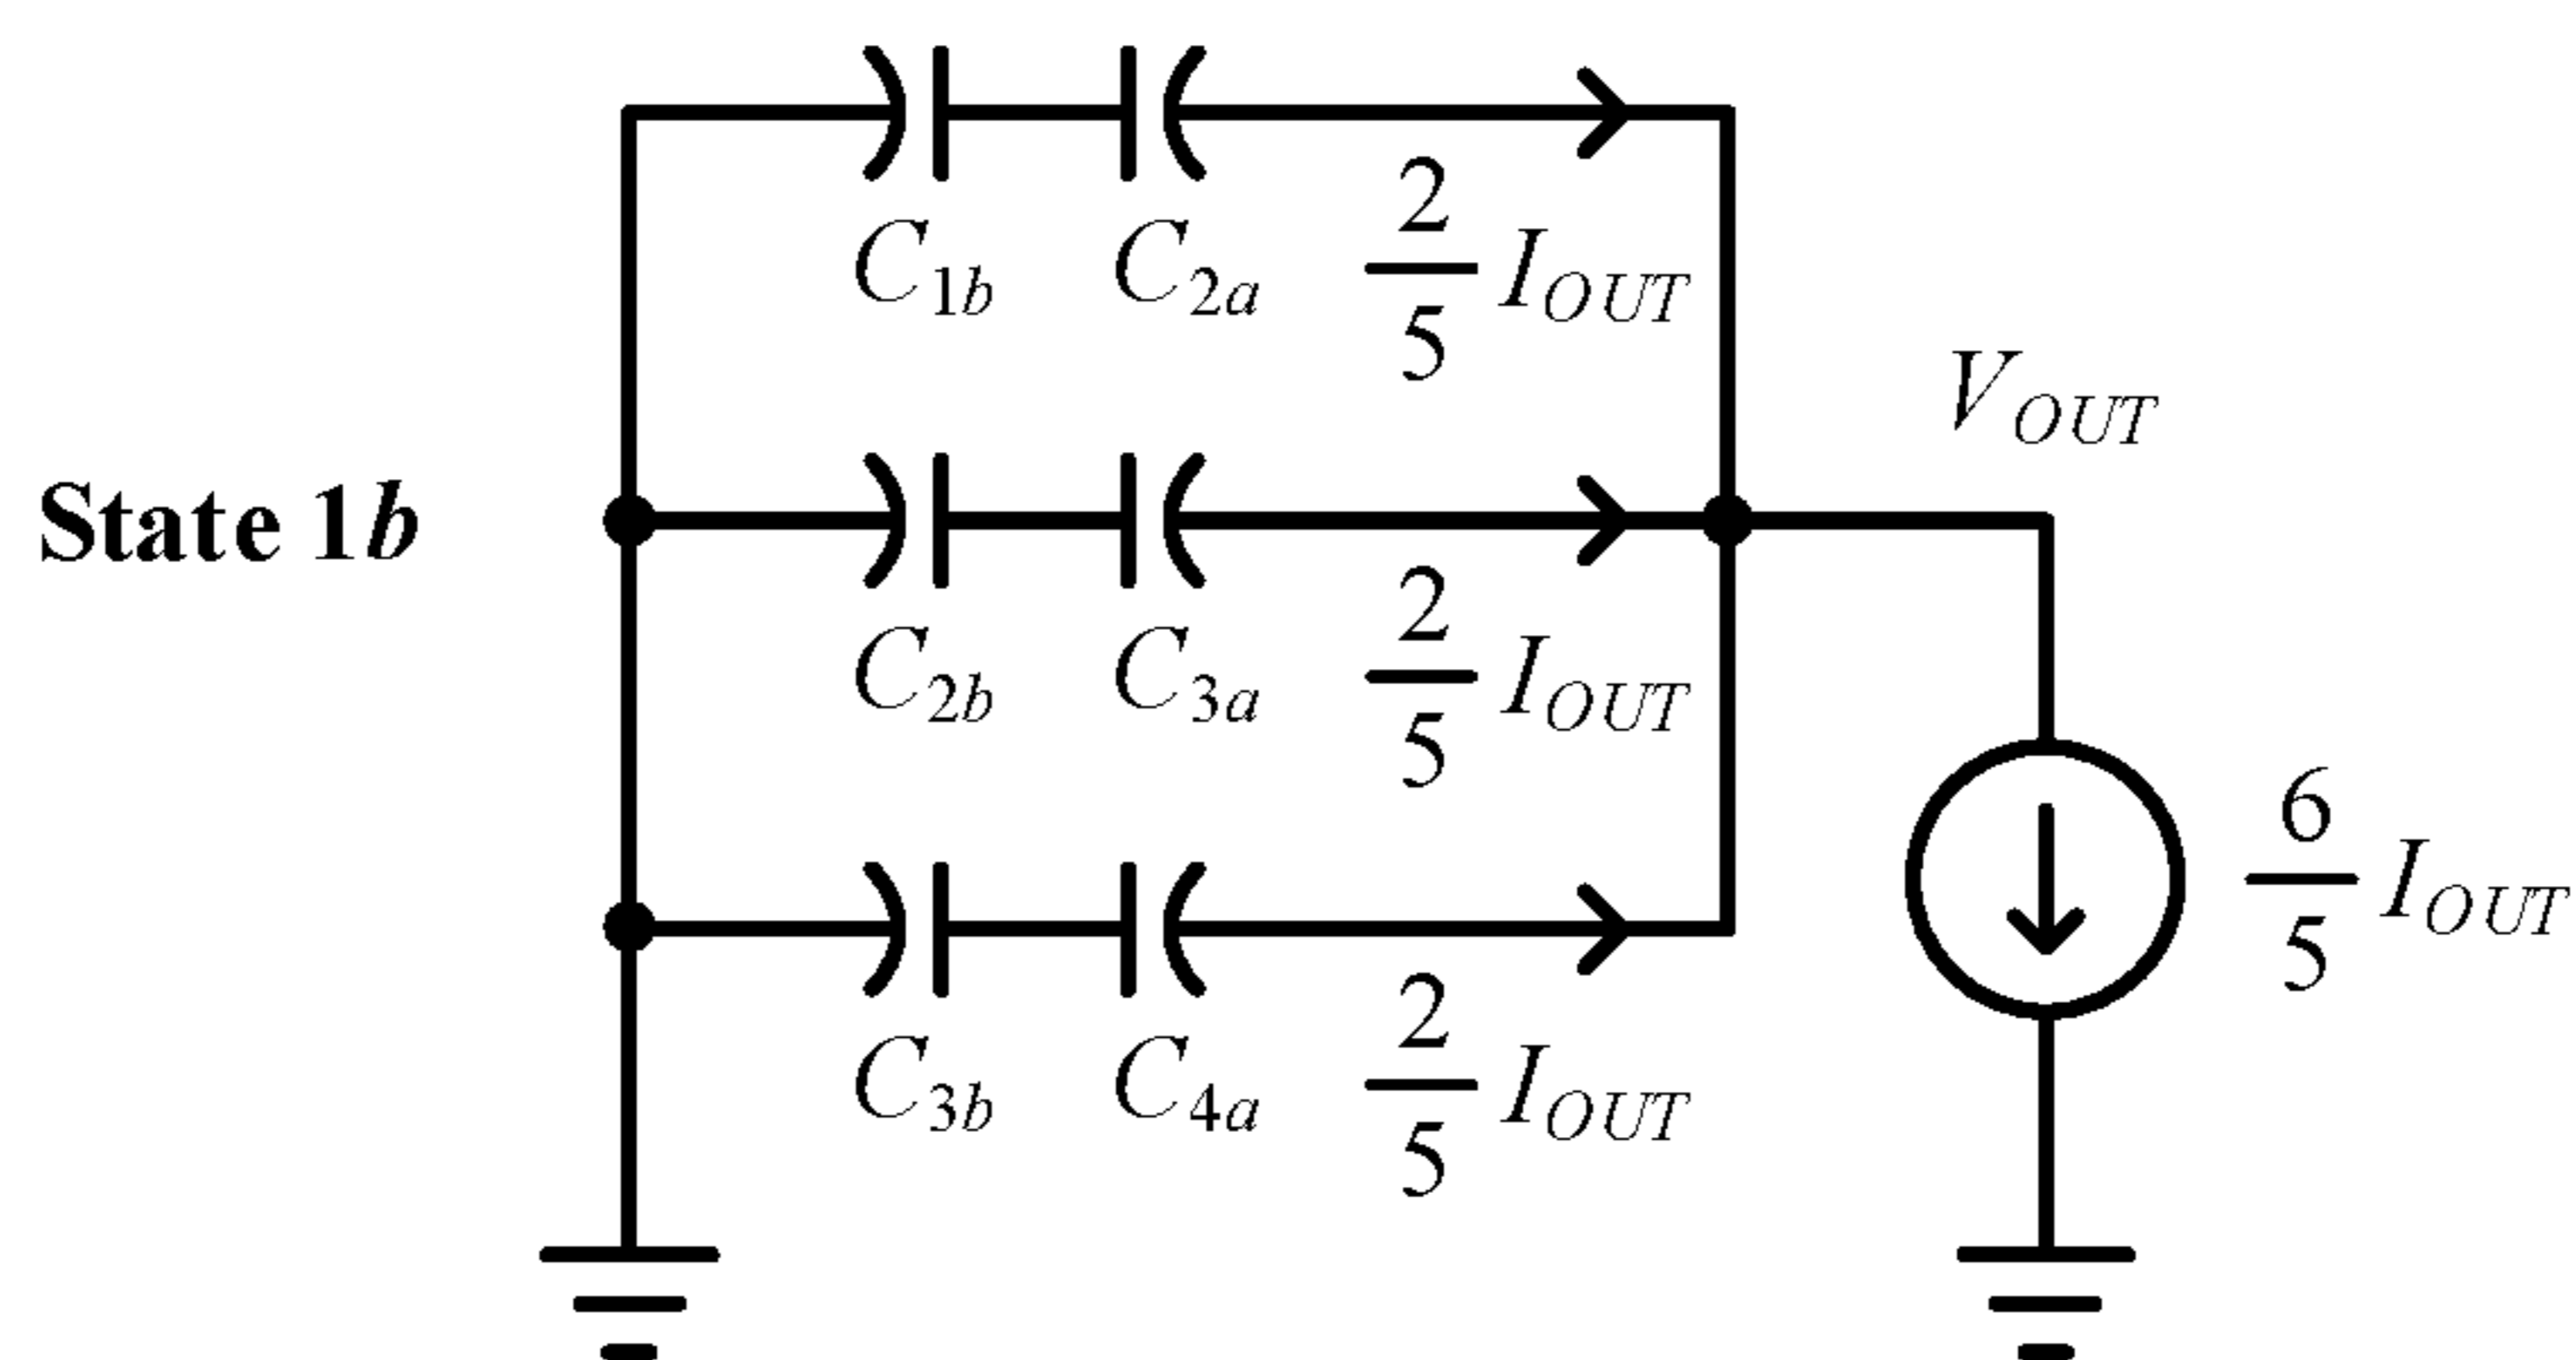 C1b C2a 2/5 IOUT
VOUT
State 1b
C2b C3a 2/5 IOUT
6/5 IOUT
C3b C4a 2/5 IOUT